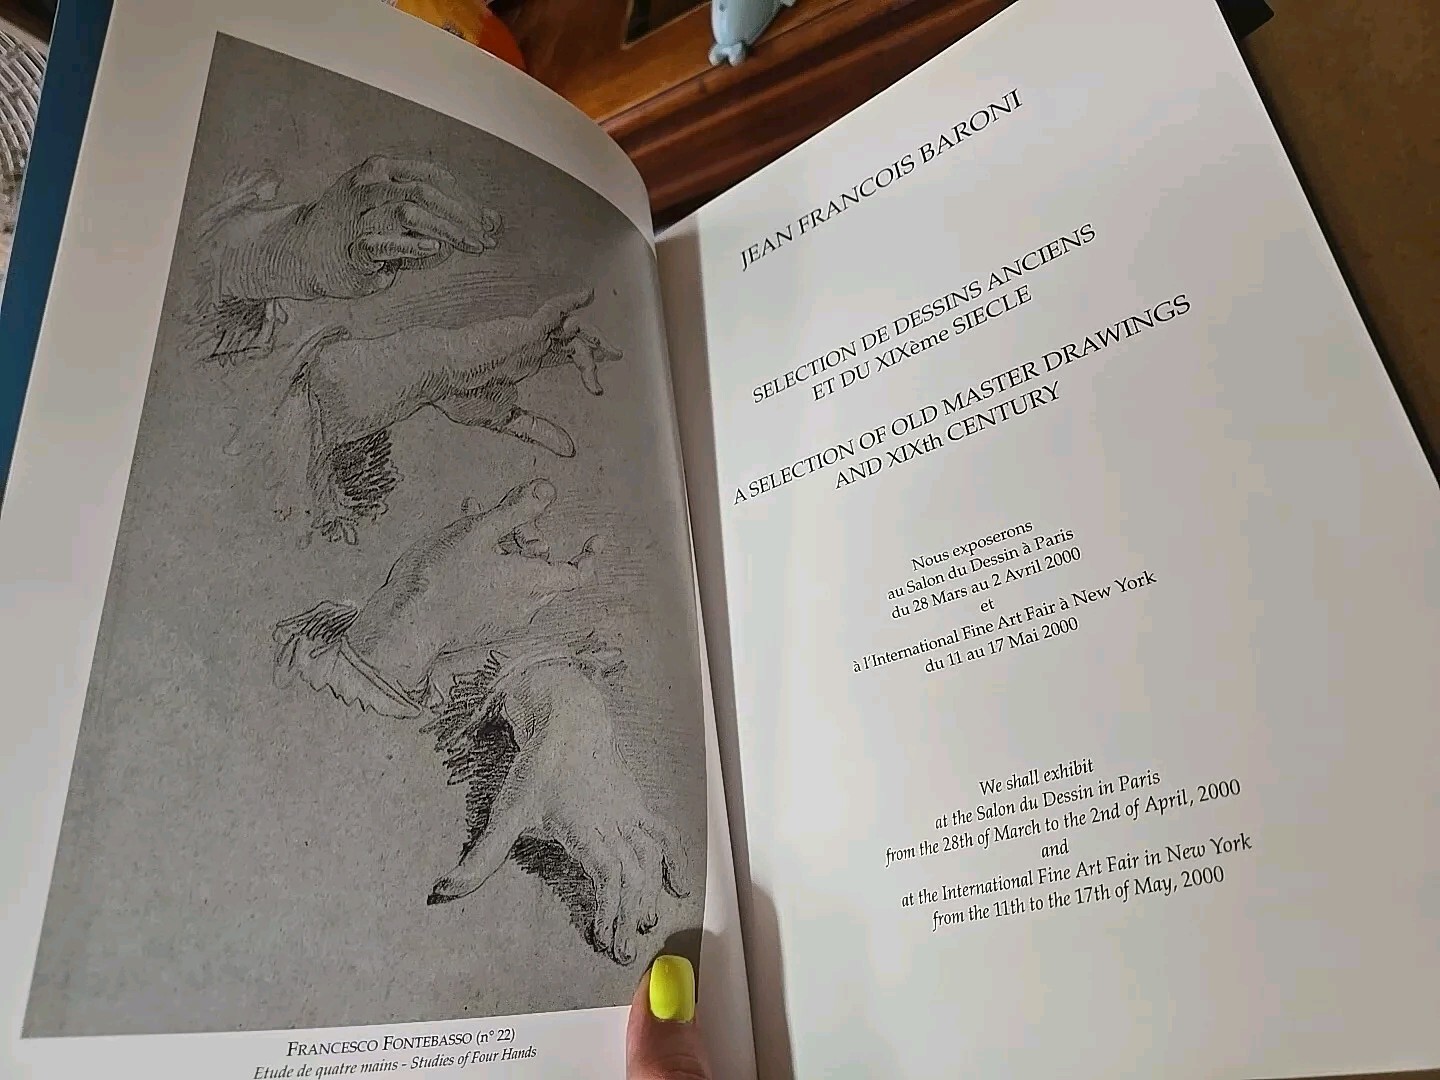 FRANCESCO FONTEBASSO (n° 22)
Etude de quatre mains - Studies of Four Hands
JEAN FRANCOIS BARONI
SELECTION DE DESSINS ANCIENS
ET DU XIXème SIECLE
A SELECTION OF OLD MASTER DRAWINGS
AND XIXth CENTURY
Nous exposerons
au Salon du Dessin à Paris
du 28 Mars au 2 Avril 2000
et
à l'International Fine Art Fair à New York
du 11 au 17 Mai 2000
We shall exhibit
at the Salon du Dessin in Paris
from the 28th of March to the 2nd of April, 2000
and
at the International Fine Art Fair in New York
from the 11th to the 17th of May, 2000